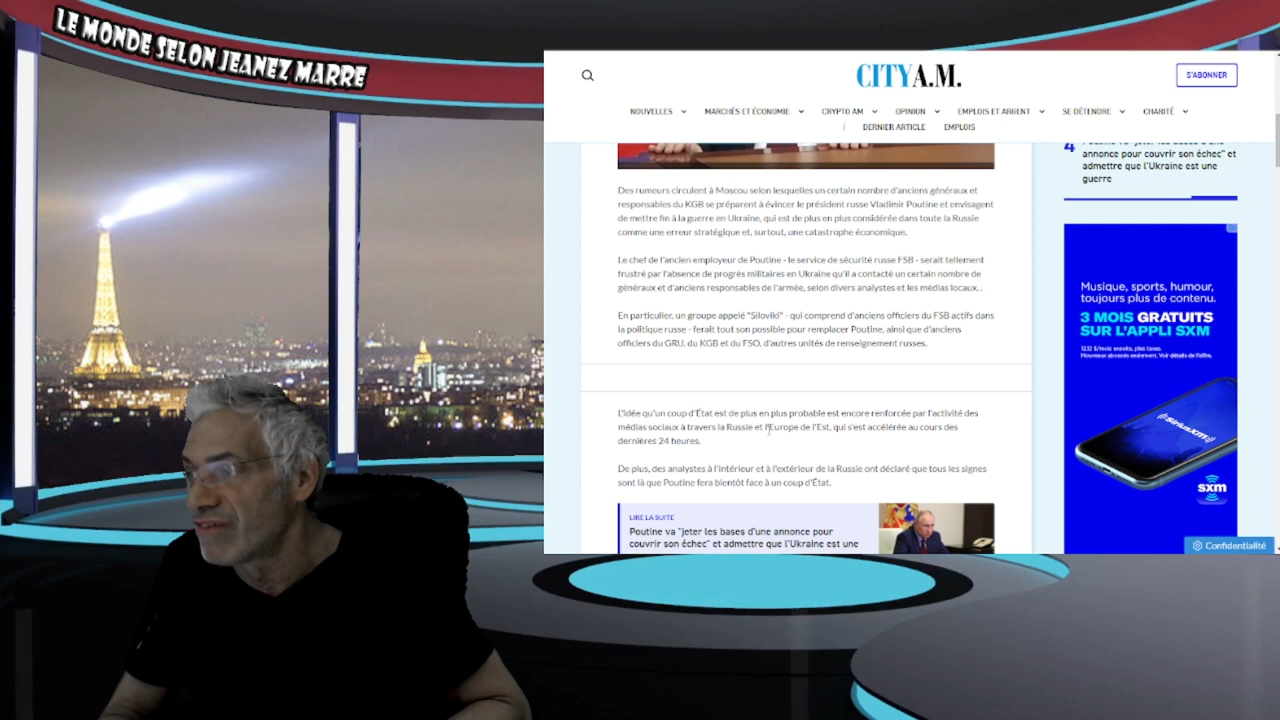 LE MONDE SELON JEANEZ MARRE
CITYA.M.
S'ABONNER
NOUVELLES
MARCHÉS ET ÉCONOMIE
CRYPTO AM
OPINION
EMPLOIS ET ARGENT
SE DÉTENDRE
CHARITÉ
DERNIER ARTICLE
EMPLOIS
Des rumeurs circulent à Moscou selon lesquelles un certain nombre d'anciens généraux et
responsables du KGB se préparent à évincer le président russe Vladimir Poutine et envisagent
de mettre fin à la guerre en Ukraine, qui est de plus en plus considérée dans toute la Russie
comme une erreur stratégique et, surtout, une catastrophe économique.
Le chef de l'ancien employeur de Poutine - le service de sécurité russe FSB - serait tellement
frustré par l'absence de progrès militaires en Ukraine qu'il a contacté un certain nombre de
généraux et d'anciens responsables de l'armée, selon divers analystes et les médias locaux. .
En particulier, un groupe appelé "Siloviki" - qui comprend d'anciens officiers du FSB actifs dans
la politique russe - ferait tout son possible pour remplacer Poutine, ainsi que d'anciens
officiers du GRU, du KGB et du FSO, d'autres unités de renseignement russes.
L'idée qu'un coup d'État est de plus en plus probable est encore renforcée par l'activité des
médias sociaux à travers la Russie et l'Europe de l'Est, qui s'est accélérée au cours des
dernières 24 heures.
De plus, des analystes à l'intérieur et à l'extérieur de la Russie ont déclaré que tous les signes
sont là que Poutine fera bientôt face à un coup d'État.
LIRE LA SUITE
Poutine va "jeter les bases d'une annonce pour
couvrir son échec" et admettre que l'Ukraine est une
4
Poutine va "jeter les bases d'une
annonce pour couvrir son échec" et
admettre que l'Ukraine est une
guerre
Musique, sports, humour,
toujours plus de contenu.
3 MOIS GRATUITS
SUR L'APPLI SXM
siriusxm
sxm
Confidentialité